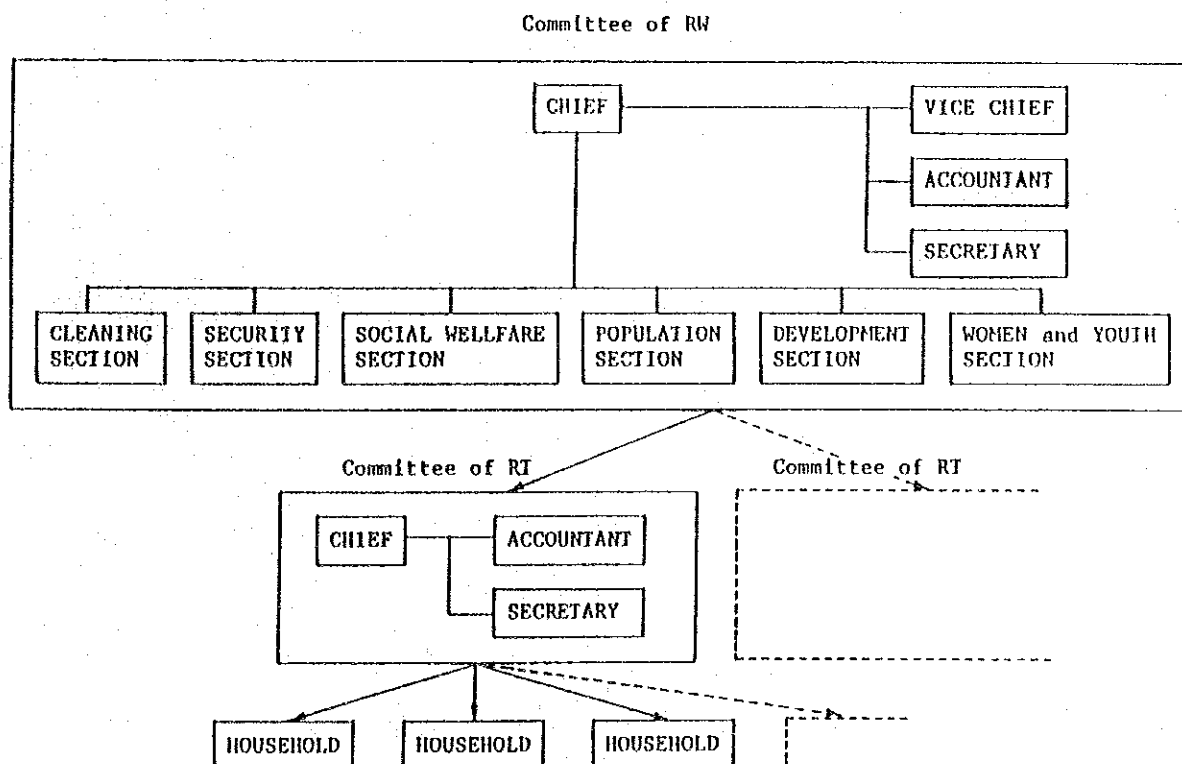 Committee of RW
CHIEF
VICE CHIEF
ACCOUNTANT
SECRETARY
CLEANING
SECTION
SECURITY
SECTION
SOCIAL WELLFARE
SECTION
POPULATION
SECTION
DEVELOPMENT
SECTION
WOMEN and YOUTH
SECTION
Committee of RT
Committee of RT
CHIEF
ACCOUNTANT
SECRETARY
HOUSEHOLD
HOUSEHOLD
HOUSEHOLD